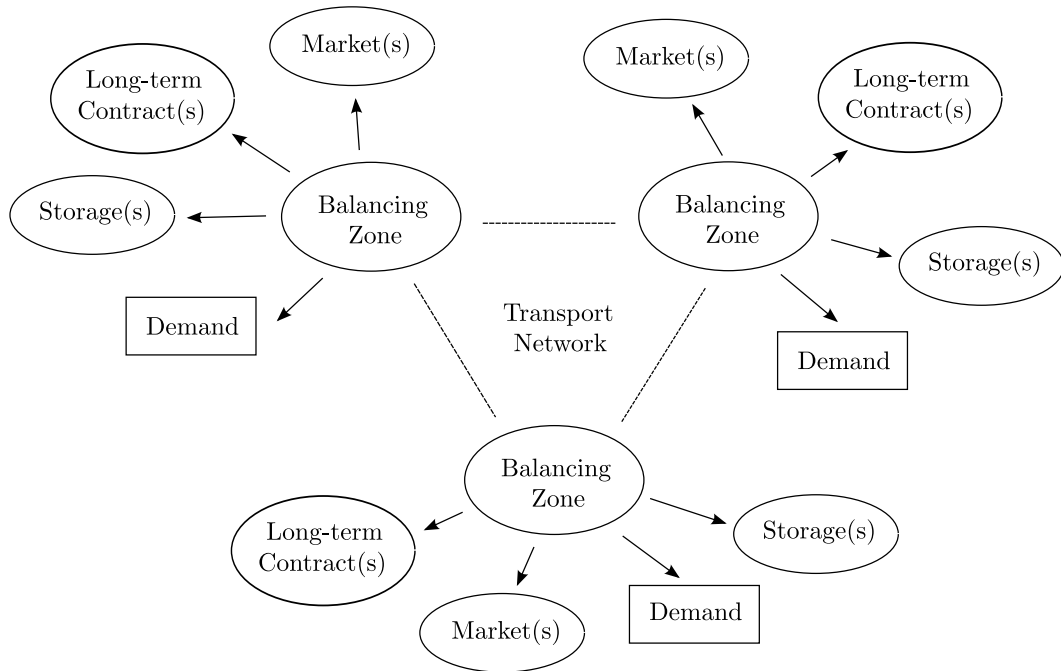 Market(s)
Long-term
Contract(s)
Storage(s)
Balancing
Zone
Demand
Market(s)
Long-term
Contract(s)
Balancing
Zone
Storage(s)
Demand
Transport
Network
Balancing
Zone
Long-term
Contract(s)
Market(s)
Demand
Storage(s)